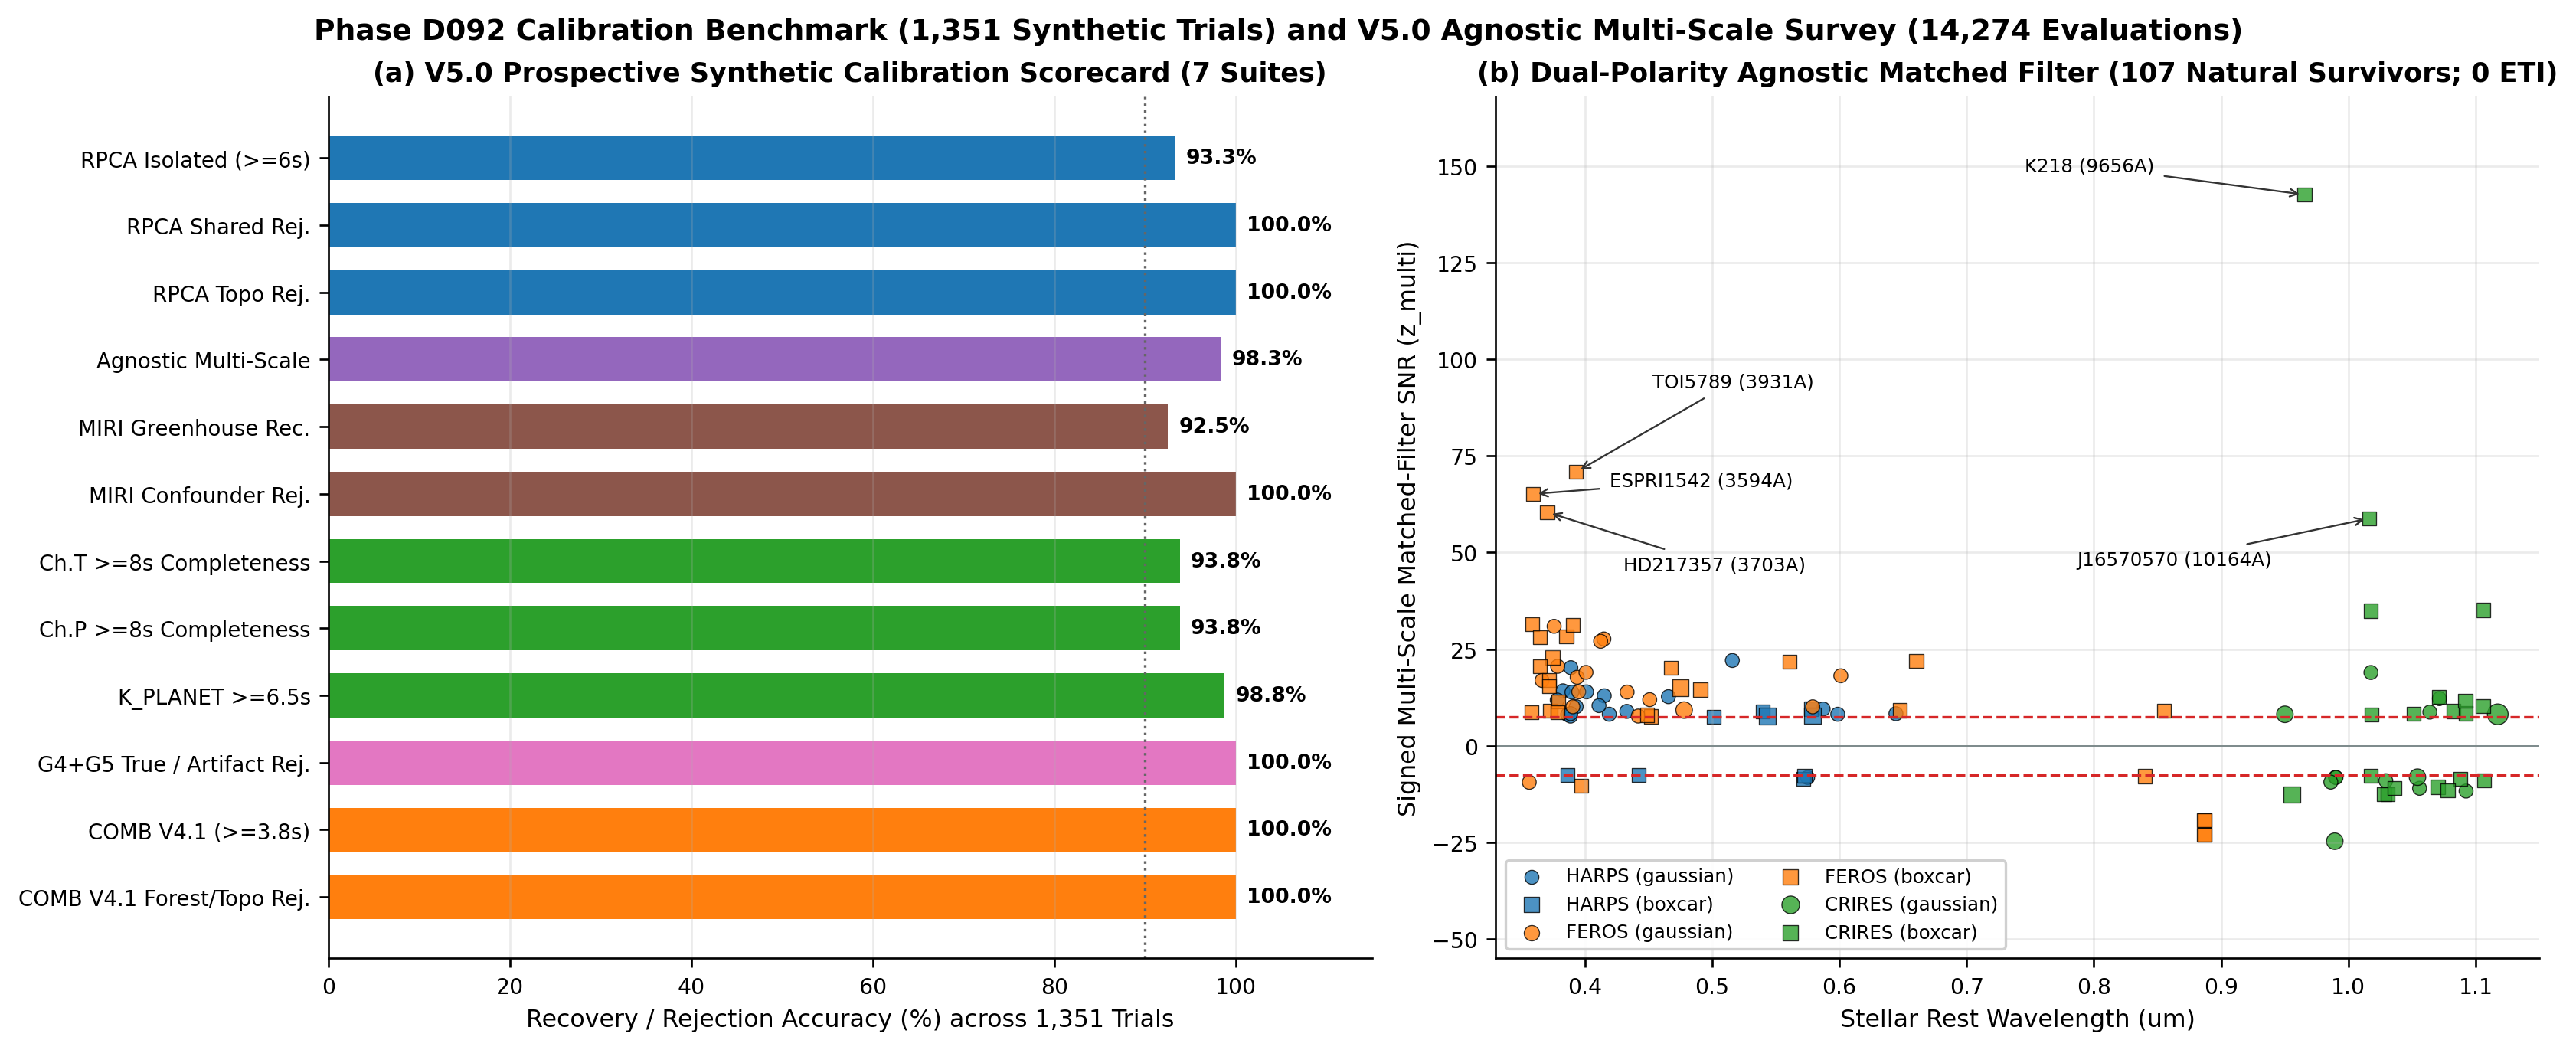 Phase D092 Calibration Benchmark (1,351 Synthetic Trials) and V5.0 Agnostic Multi-Scale Survey (14,274 Evaluations)
(a) V5.0 Prospective Synthetic Calibration Scorecard (7 Suites)
RPCA Isolated (>=6s)
93.3%
RPCA Shared Rej.
100.0%
RPCA Topo Rej.
100.0%
Agnostic Multi-Scale
98.3%
MIRI Greenhouse Rec.
92.5%
MIRI Confounder Rej.
100.0%
Ch.T >=8s Completeness
93.8%
Ch.P >=8s Completeness
93.8%
K_PLANET >=6.5s
98.8%
G4+G5 True / Artifact Rej.
100.0%
COMB V4.1 (>=3.8s)
100.0%
COMB V4.1 Forest/Topo Rej.
100.0%
0 20 40 60 80 100
Recovery / Rejection Accuracy (%) across 1,351 Trials
(b) Dual-Polarity Agnostic Matched Filter (107 Natural Survivors; 0 ETI)
Signed Multi-Scale Matched-Filter SNR (z_multi)
150
125
100
75
50
25
0
−25
−50
K218 (9656A)
TOI5789 (3931A)
ESPRI1542 (3594A)
HD217357 (3703A)
J16570570 (10164A)
HARPS (gaussian)
HARPS (boxcar)
FEROS (gaussian)
FEROS (boxcar)
CRIRES (gaussian)
CRIRES (boxcar)
0.4 0.5 0.6 0.7 0.8 0.9 1.0 1.1
Stellar Rest Wavelength (um)